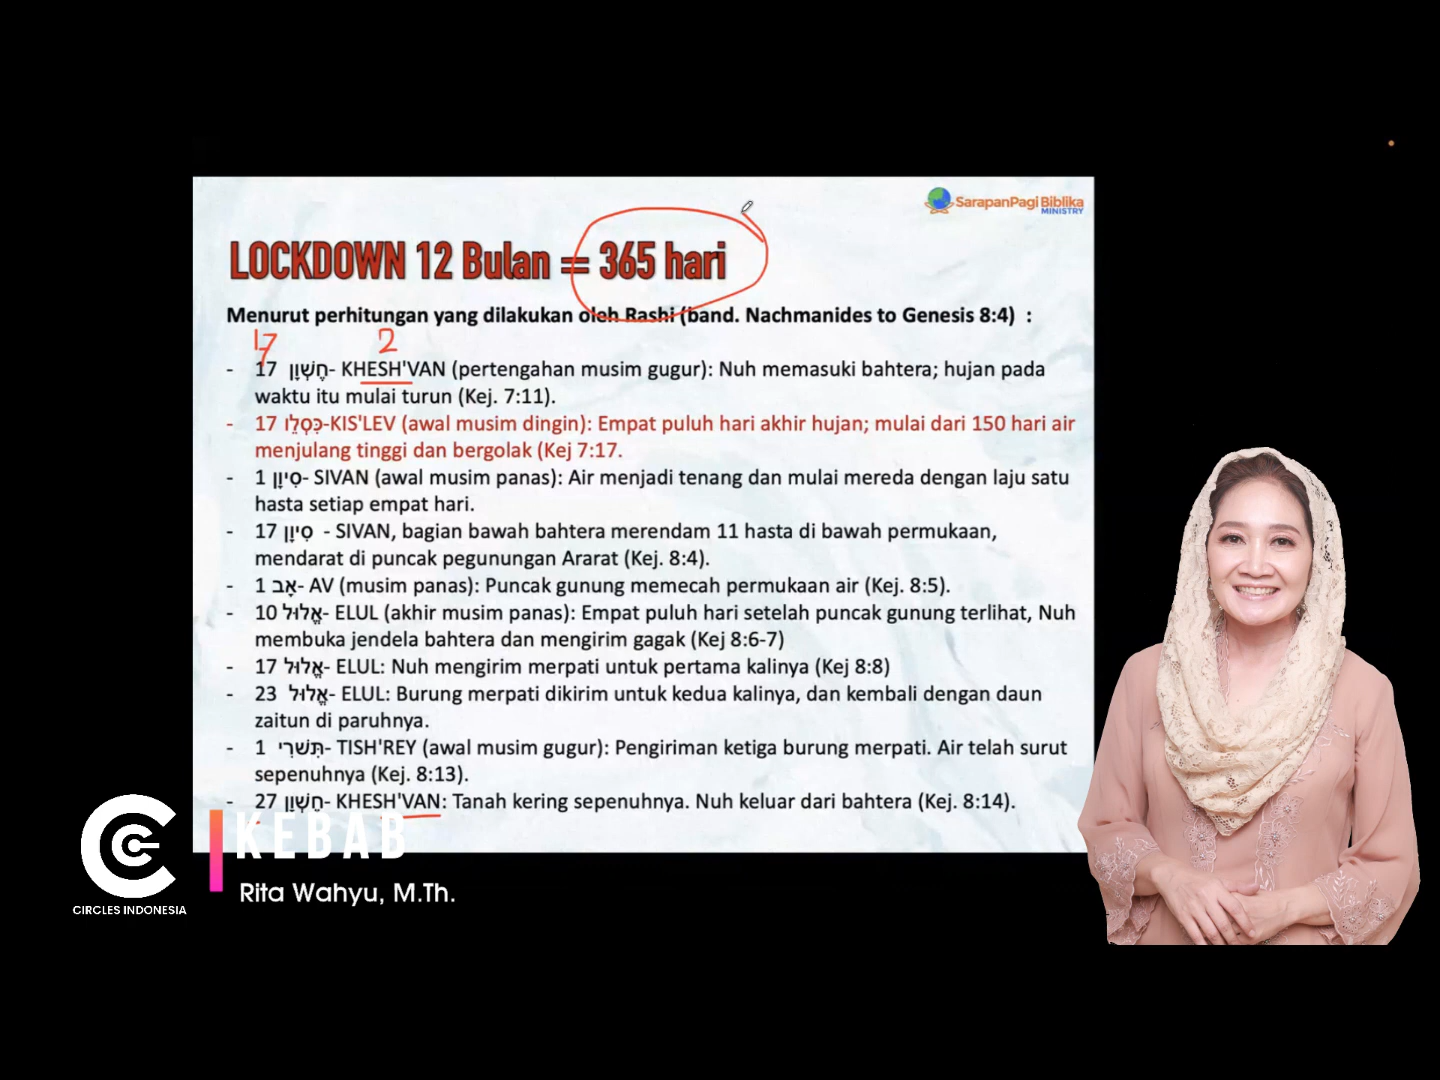 SarapanPagi Biblika
MINISTRY
LOCKDOWN 12 Bulan = 365 hari
Menurut perhitungan yang dilakukan oleh Rashi (band. Nachmanides to Genesis 8:4) :
17 2
- 17 חֶשְׁוָן- KHESH'VAN (pertengahan musim gugur): Nuh memasuki bahtera; hujan pada
waktu itu mulai turun (Kej. 7:11).
- 17 כִּסְלֵו-KIS'LEV (awal musim dingin): Empat puluh hari akhir hujan; mulai dari 150 hari air
menjulang tinggi dan bergolak (Kej 7:17.
- 1 סִיוָן- SIVAN (awal musim panas): Air menjadi tenang dan mulai mereda dengan laju satu
hasta setiap empat hari.
- 17 סִיוָן - SIVAN, bagian bawah bahtera merendam 11 hasta di bawah permukaan,
mendarat di puncak pegunungan Ararat (Kej. 8:4).
- 1 אָב- AV (musim panas): Puncak gunung memecah permukaan air (Kej. 8:5).
- 10 אֱלוּל- ELUL (akhir musim panas): Empat puluh hari setelah puncak gunung terlihat, Nuh
membuka jendela bahtera dan mengirim gagak (Kej 8:6-7)
- 17 אֱלוּל- ELUL: Nuh mengirim merpati untuk pertama kalinya (Kej 8:8)
- 23 אֱלוּל- ELUL: Burung merpati dikirim untuk kedua kalinya, dan kembali dengan daun
zaitun di paruhnya.
- 1 תִּשְׁרִי- TISH'REY (awal musim gugur): Pengiriman ketiga burung merpati. Air telah surut
sepenuhnya (Kej. 8:13).
- 27 חֶשְׁוָן- KHESH'VAN: Tanah kering sepenuhnya. Nuh keluar dari bahtera (Kej. 8:14).
KEBAB
Rita Wahyu, M.Th.
CIRCLES INDONESIA